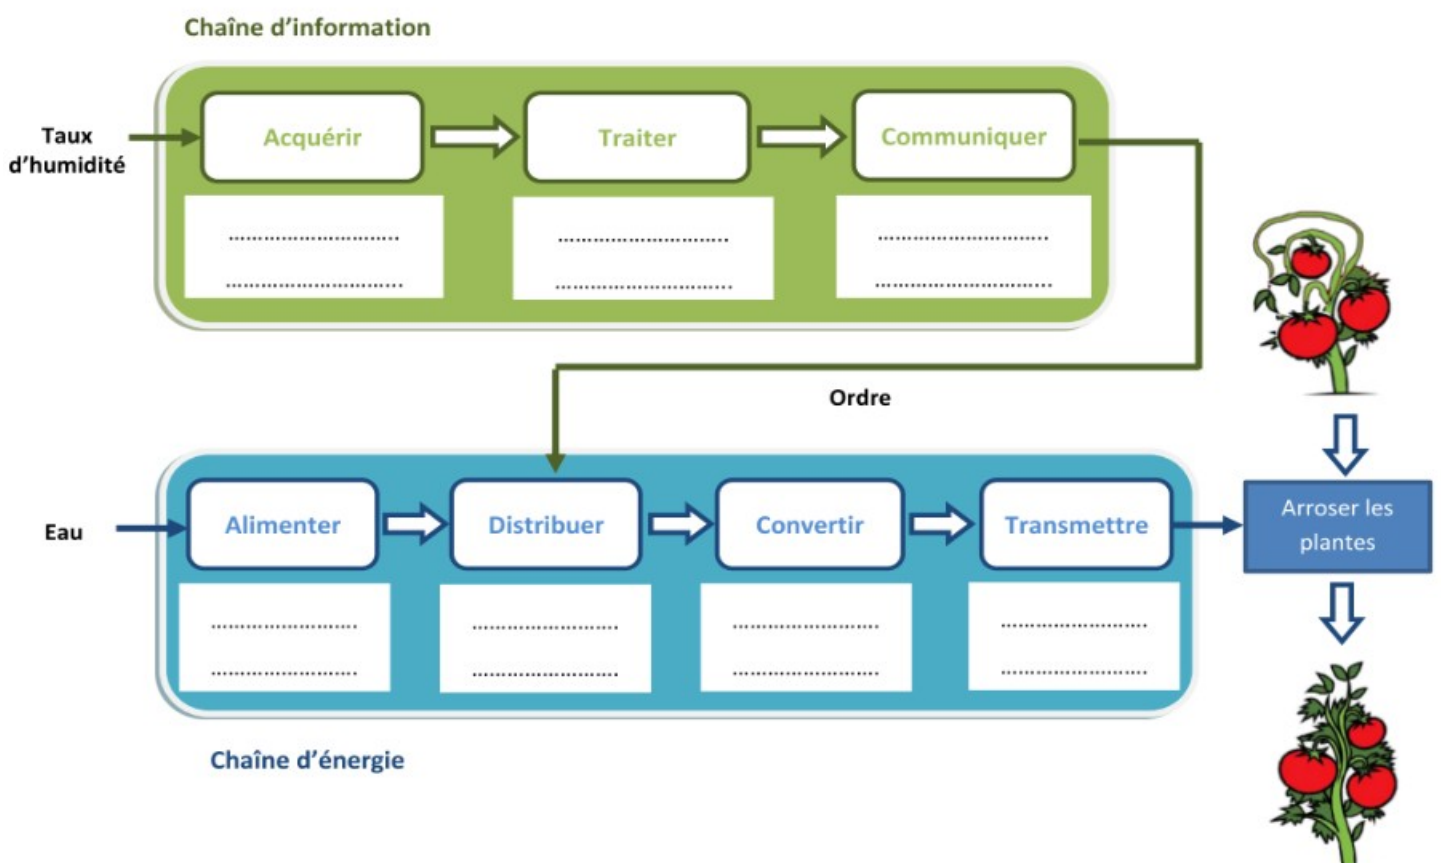 Chaîne d'information
Taux
d'humidité
Acquérir
Traiter
Communiquer
................................
................................
................................
................................
................................
................................
Ordre
Eau
Alimenter
Distribuer
Convertir
Transmettre
Arroser les
plantes
............................
............................
............................
............................
............................
............................
............................
............................
Chaîne d'énergie